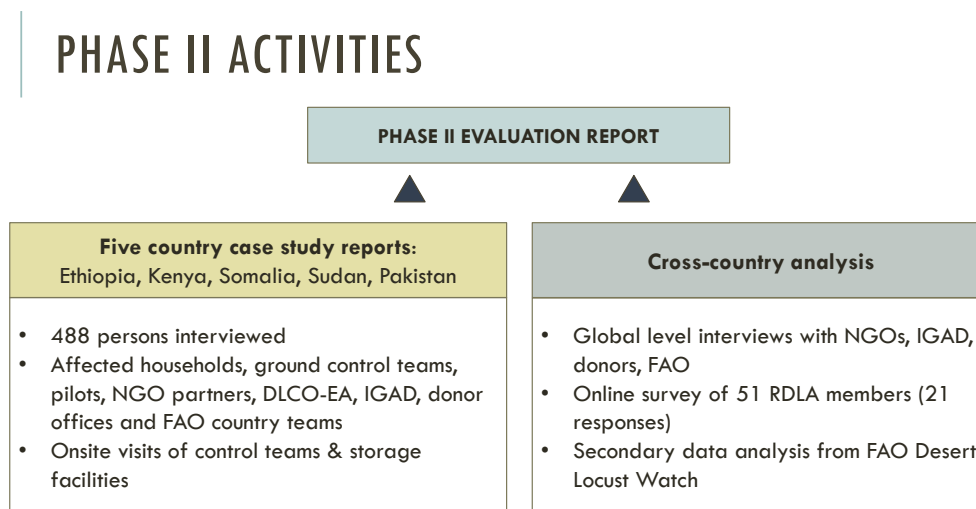 PHASE II ACTIVITIES
PHASE II EVALUATION REPORT
Five country case study reports:
Ethiopia, Kenya, Somalia, Sudan, Pakistan
• 488 persons interviewed
• Affected households, ground control teams,
pilots, NGO partners, DLCO-EA, IGAD, donor
offices and FAO country teams
• Onsite visits of control teams & storage
facilities
Cross-country analysis
• Global level interviews with NGOs, IGAD,
donors, FAO
• Online survey of 51 RDLA members (21
responses)
• Secondary data analysis from FAO Desert
Locust Watch